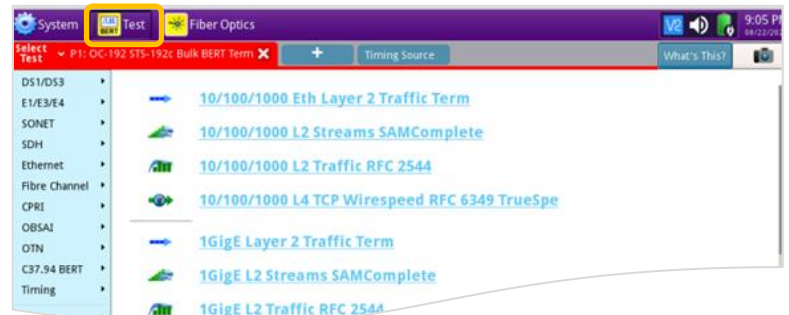 System
BERT
Test
Fiber Optics
V2
9:05 P
Select
Test
P1: OC-192 STS-192c Bulk BERT Term
+
Timing Source
What's This?
DS1/DS3
E1/E3/E4
SONET
SDH
Ethernet
Fibre Channel
CPRI
OBSAI
OTN
C37.94 BERT
Timing
10/100/1000 Eth Layer 2 Traffic Term
10/100/1000 L2 Streams SAMComplete
10/100/1000 L2 Traffic RFC 2544
10/100/1000 L4 TCP Wirespeed RFC 6349 TrueSpe
1GigE Layer 2 Traffic Term
1GigE L2 Streams SAMComplete
1GigE L2 Traffic RFC 2544